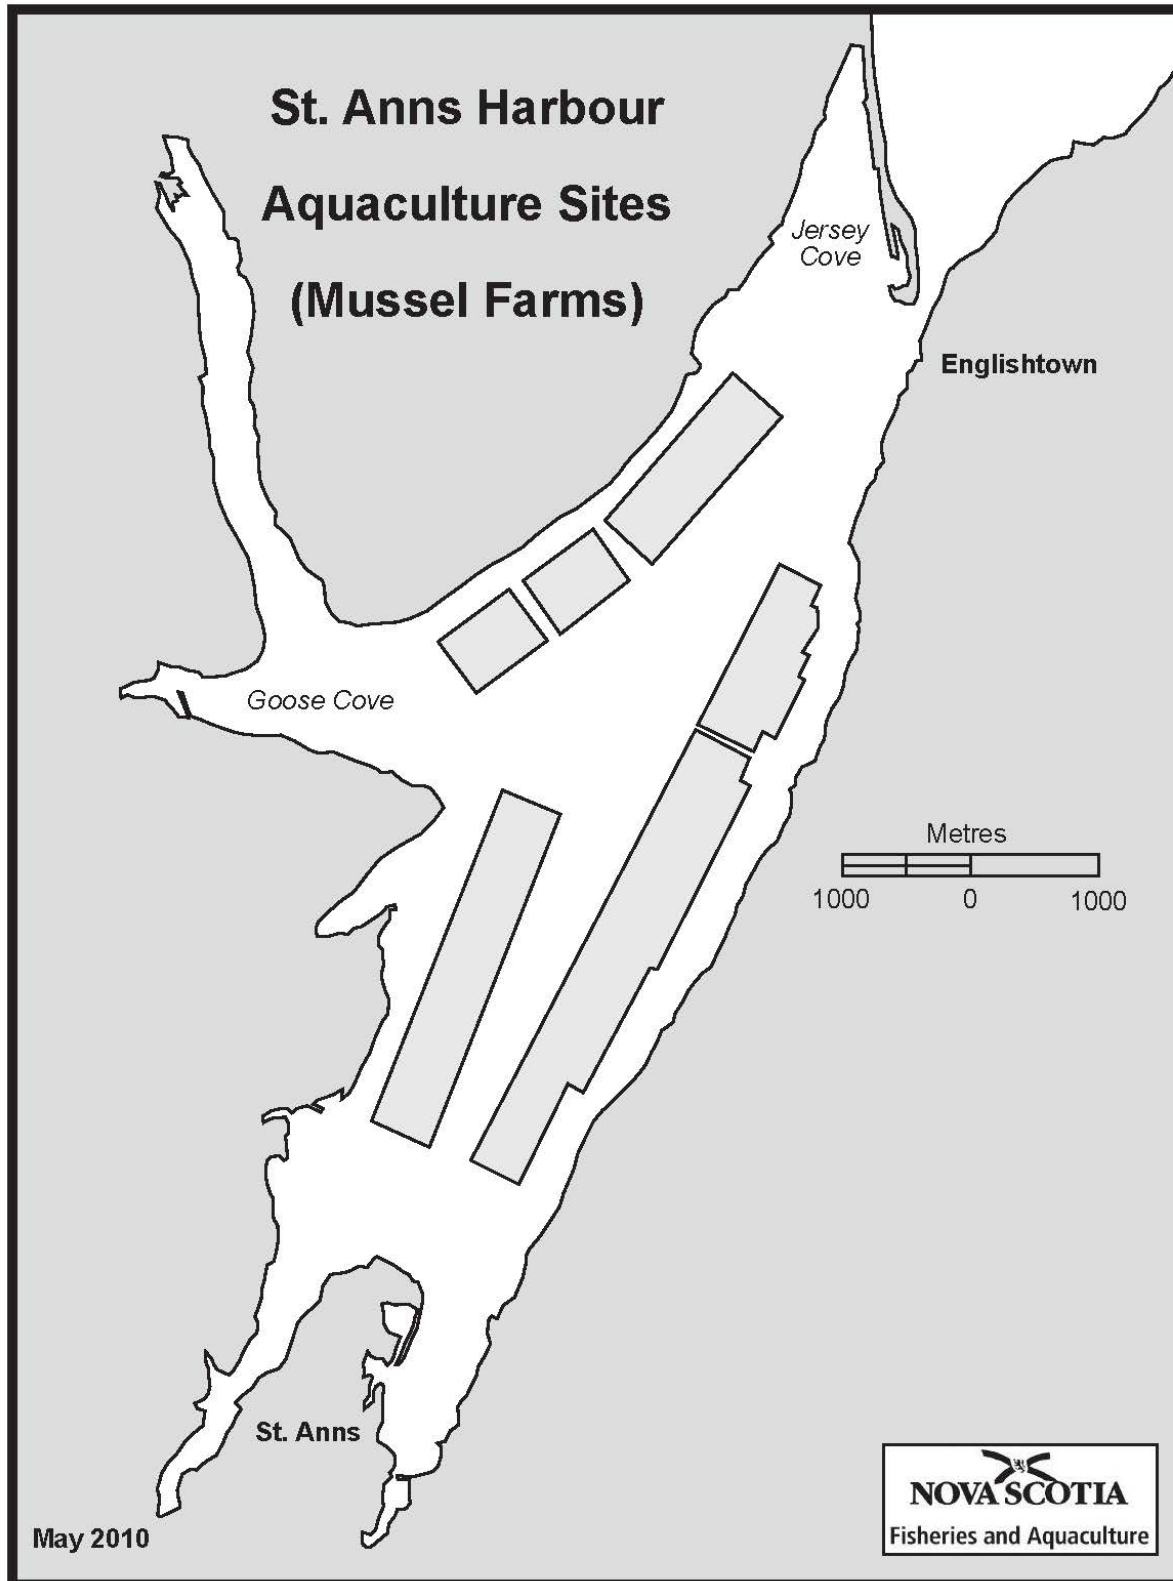 St. Anns Harbour
Aquaculture Sites
(Mussel Farms)
Jersey
Cove
Englishtown
Goose Cove
Metres
1000 0 1000
St. Anns
May 2010
NOVA SCOTIA
Fisheries and Aquaculture